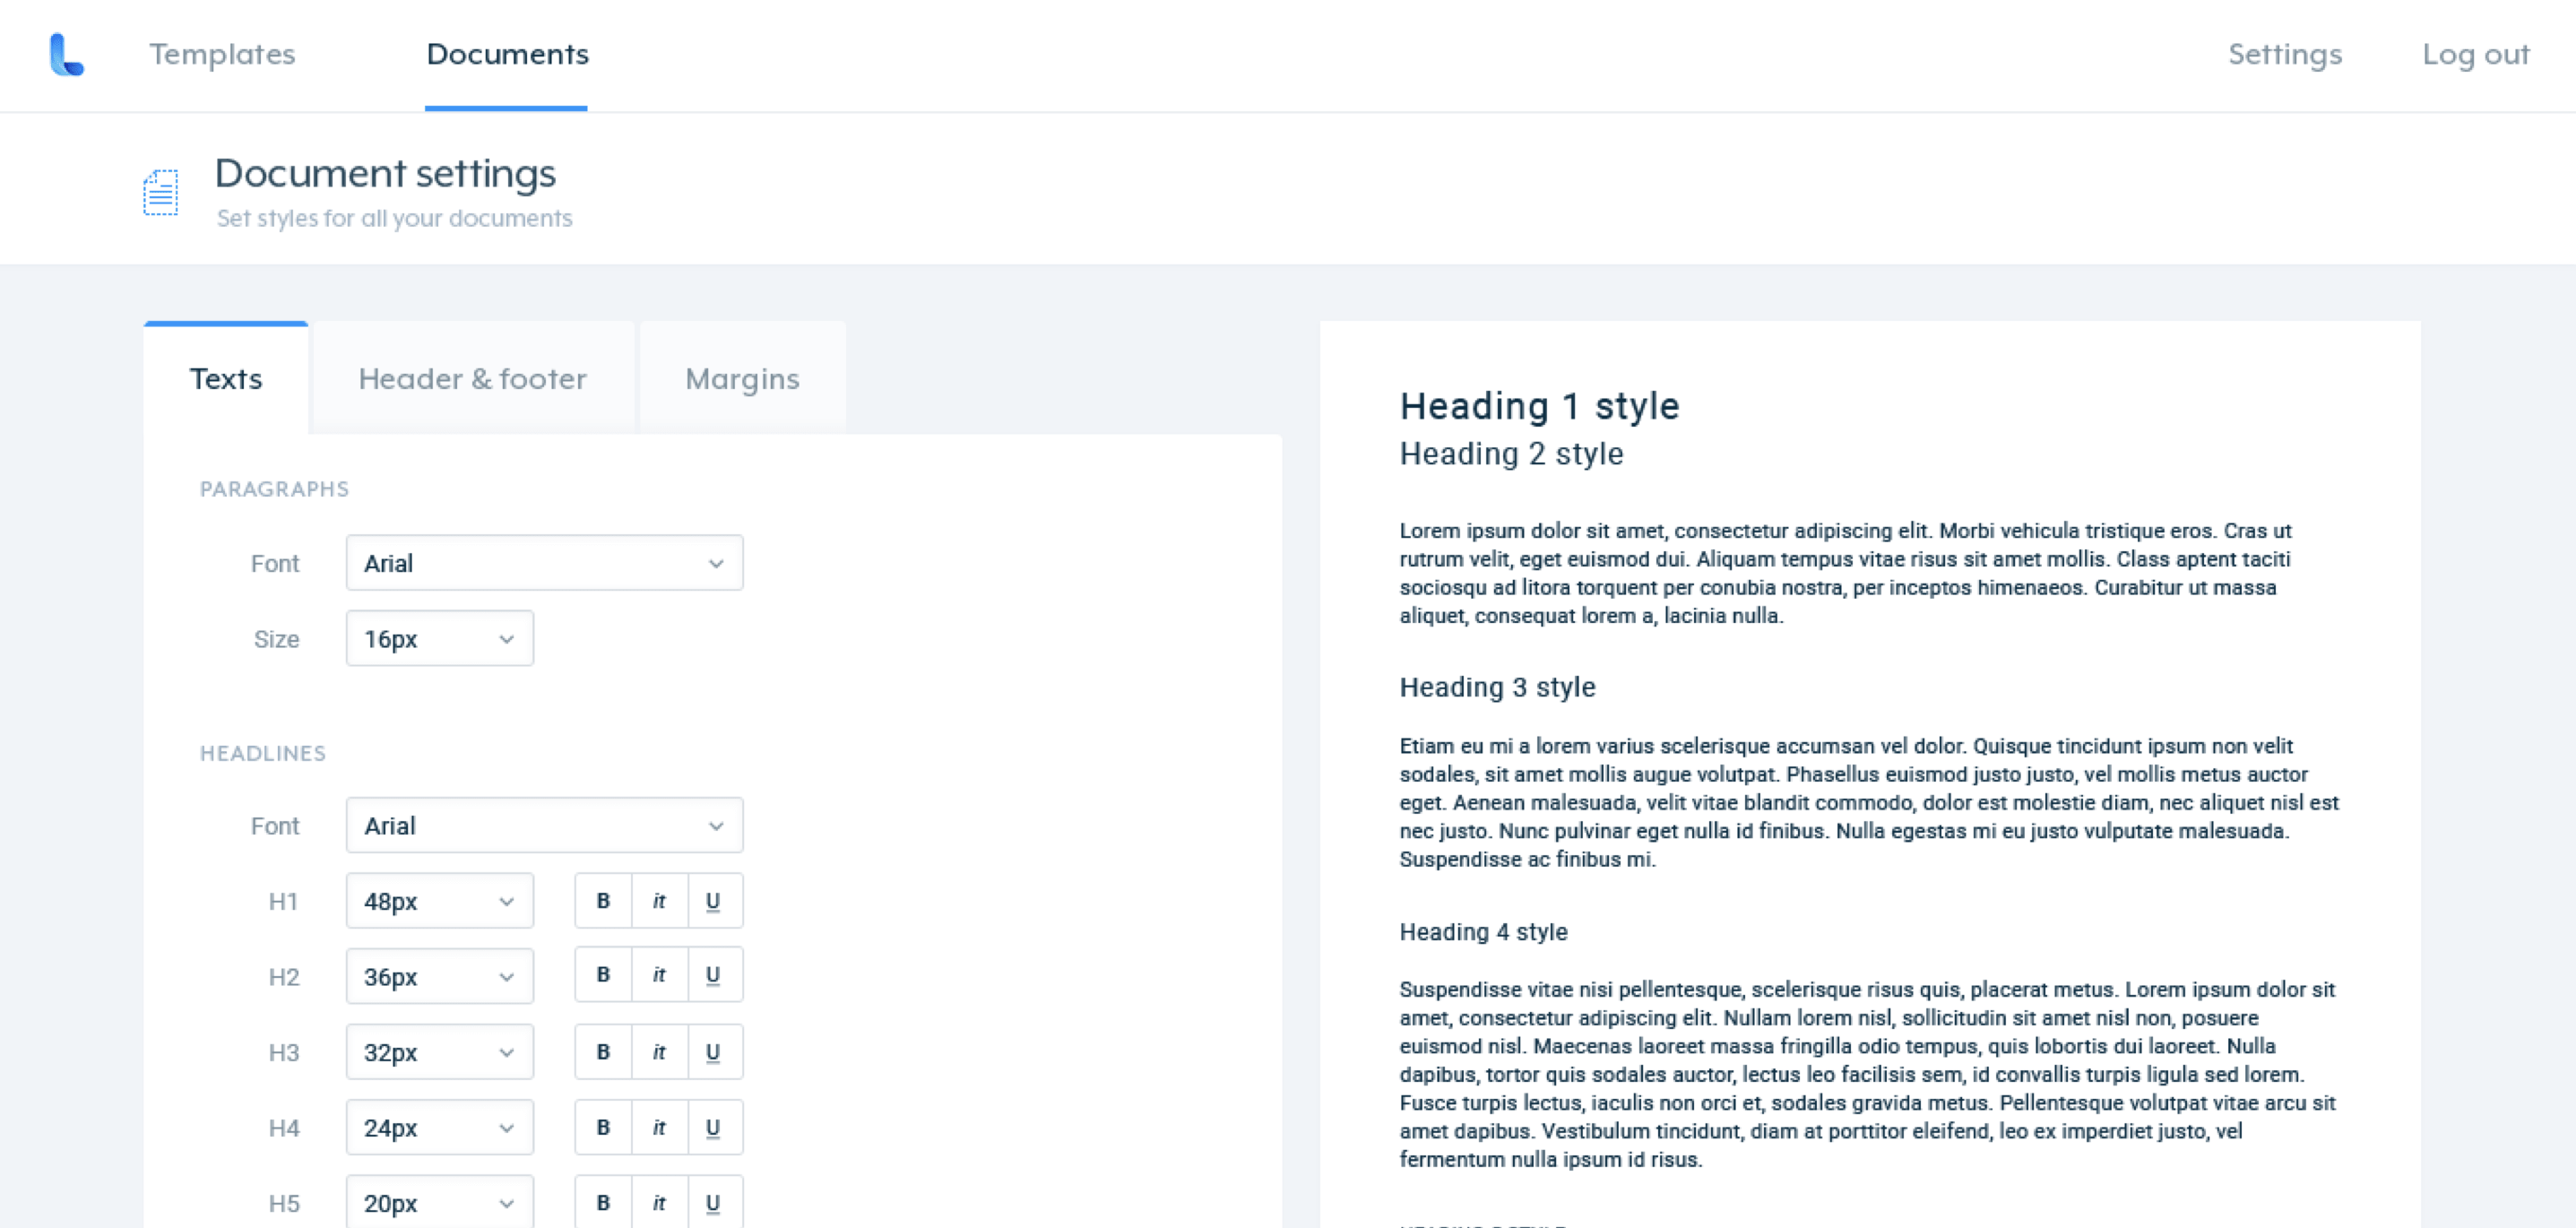 Templates
Documents
Settings
Log out
Document settings
Set styles for all your documents
Texts
Header & footer
Margins
PARAGRAPHS
Font
Arial
Size
16px
HEADLINES
Font
Arial
H1
48px
B it U
H2
36px
B it U
H3
32px
B it U
H4
24px
B it U
H5
20px
B it U
Heading 1 style
Heading 2 style
Lorem ipsum dolor sit amet, consectetur adipiscing elit. Morbi vehicula tristique eros. Cras ut
rutrum velit, eget euismod dui. Aliquam tempus vitae risus sit amet mollis. Class aptent taciti
sociosqu ad litora torquent per conubia nostra, per inceptos himenaeos. Curabitur ut massa
aliquet, consequat lorem a, lacinia nulla.
Heading 3 style
Etiam eu mi a lorem varius scelerisque accumsan vel dolor. Quisque tincidunt ipsum non velit
sodales, sit amet mollis augue volutpat. Phasellus euismod justo justo, vel mollis metus auctor
eget. Aenean malesuada, velit vitae blandit commodo, dolor est molestie diam, nec aliquet nisl est
nec justo. Nunc pulvinar eget nulla id finibus. Nulla egestas mi eu justo vulputate malesuada.
Suspendisse ac finibus mi.
Heading 4 style
Suspendisse vitae nisi pellentesque, scelerisque risus quis, placerat metus. Lorem ipsum dolor sit
amet, consectetur adipiscing elit. Nullam lorem nisl, sollicitudin sit amet nisl non, posuere
euismod nisl. Maecenas laoreet massa fringilla odio tempus, quis lobortis dui laoreet. Nulla
dapibus, tortor quis sodales auctor, lectus leo facilisis sem, id convallis turpis ligula sed lorem.
Fusce turpis lectus, iaculis non orci et, sodales gravida metus. Pellentesque volutpat vitae arcu sit
amet dapibus. Vestibulum tincidunt, diam at porttitor eleifend, leo ex imperdiet justo, vel
fermentum nulla ipsum id risus.